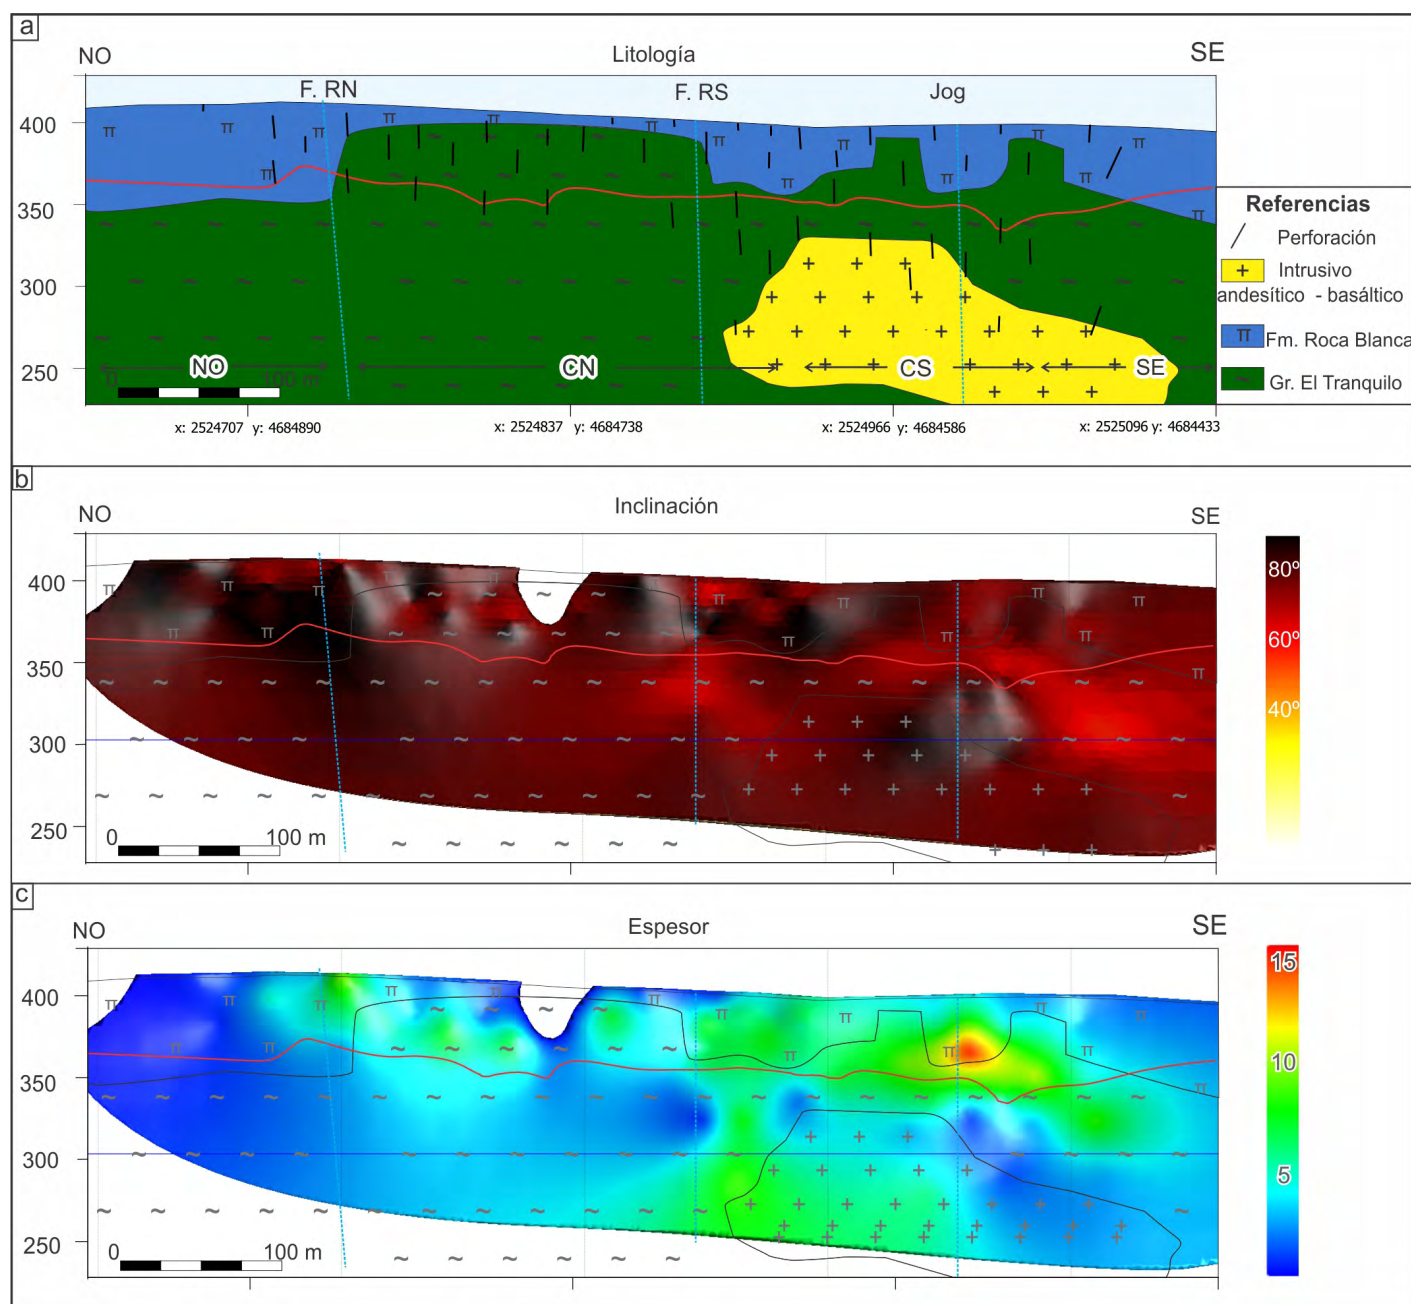 a
NO
Litología
SE
F. RN
F. RS
Jog
400
350
300
250
NO
CN
CS
SE
0
100 m
x: 2524707 y: 4684890
x: 2524837 y: 4684738
x: 2524966 y: 4684586
x: 2525096 y: 4684433
Referencias
Perforación
Intrusivo
andesítico - basáltico
Fm. Roca Blanca
Gr. El Tranquilo
b
NO
Inclinación
SE
400
350
300
250
0
100 m
80º
60º
40º
c
NO
Espesor
SE
400
350
300
250
0
100 m
15
10
5